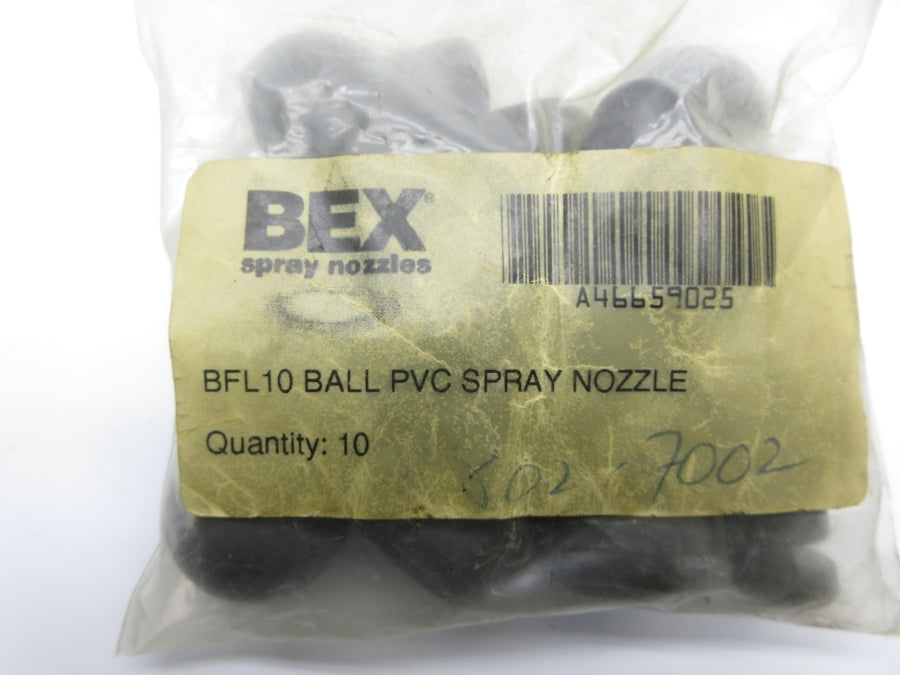 BEX®
spray nozzles
A46659025
BFL10 BALL PVC SPRAY NOZZLE
Quantity: 10
802-7002